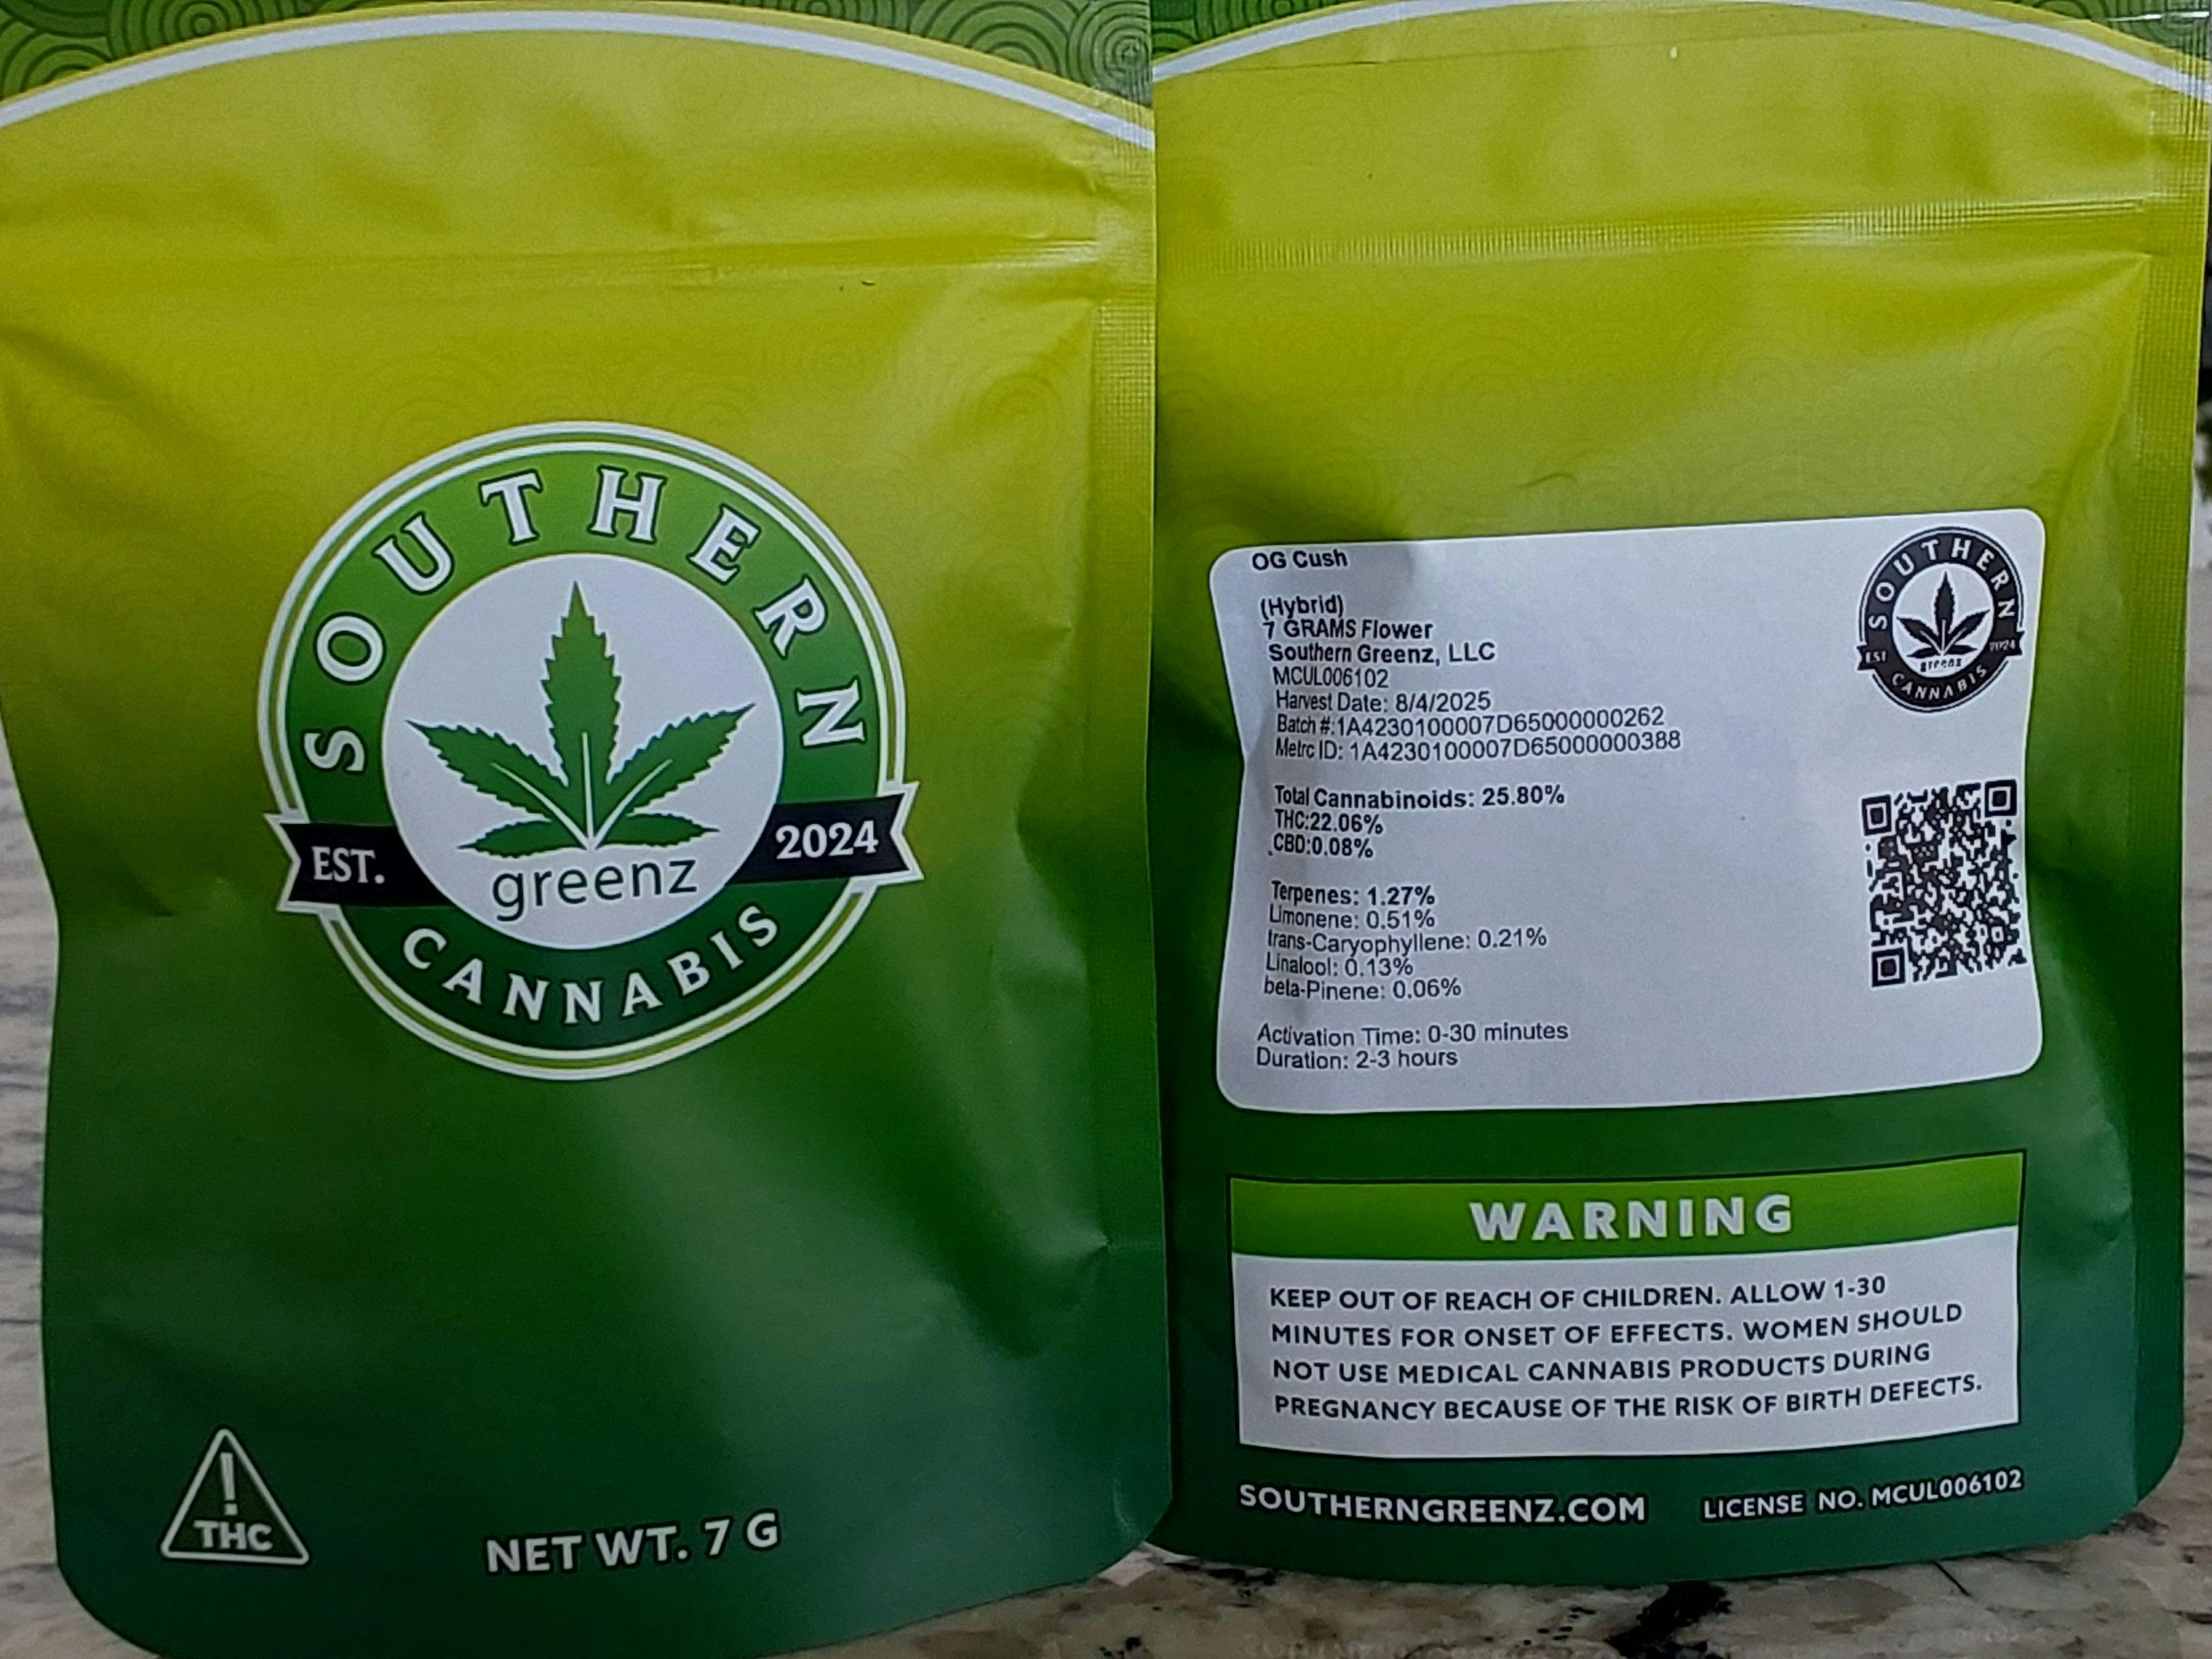 SOUTHERN
EST. 2024
greenz
CANNABIS
!
THC
NET WT. 7 G
OG Cush
(Hybrid)
7 GRAMS Flower
Southern Greenz, LLC
MCUL006102
Harvest Date: 8/4/2025
Batch #:1A4230100007D65000000262
Metrc ID: 1A4230100007D65000000388
Total Cannabinoids: 25.80%
THC:22.06%
CBD:0.08%
Terpenes: 1.27%
Limonene: 0.51%
trans-Caryophyllene: 0.21%
Linalool: 0.13%
beta-Pinene: 0.06%
Activation Time: 0-30 minutes
Duration: 2-3 hours
SOUTHERN
EST 2024
greenz
CANNABIS
WARNING
KEEP OUT OF REACH OF CHILDREN. ALLOW 1-30
MINUTES FOR ONSET OF EFFECTS. WOMEN SHOULD
NOT USE MEDICAL CANNABIS PRODUCTS DURING
PREGNANCY BECAUSE OF THE RISK OF BIRTH DEFECTS.
SOUTHERNGREENZ.COM LICENSE NO. MCUL006102